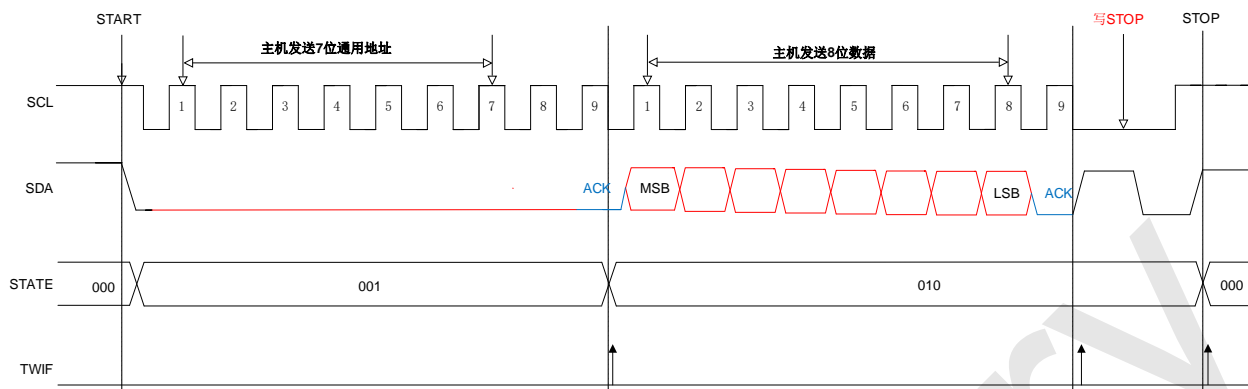 START
写STOP
STOP
主机发送7位通用地址
主机发送8位数据
SCL
1 2 3 4 5 6 7 8 9 1 2 3 4 5 6 7 8 9
SDA
ACK MSB LSB ACK
STATE
000 001 010 000
TWIF